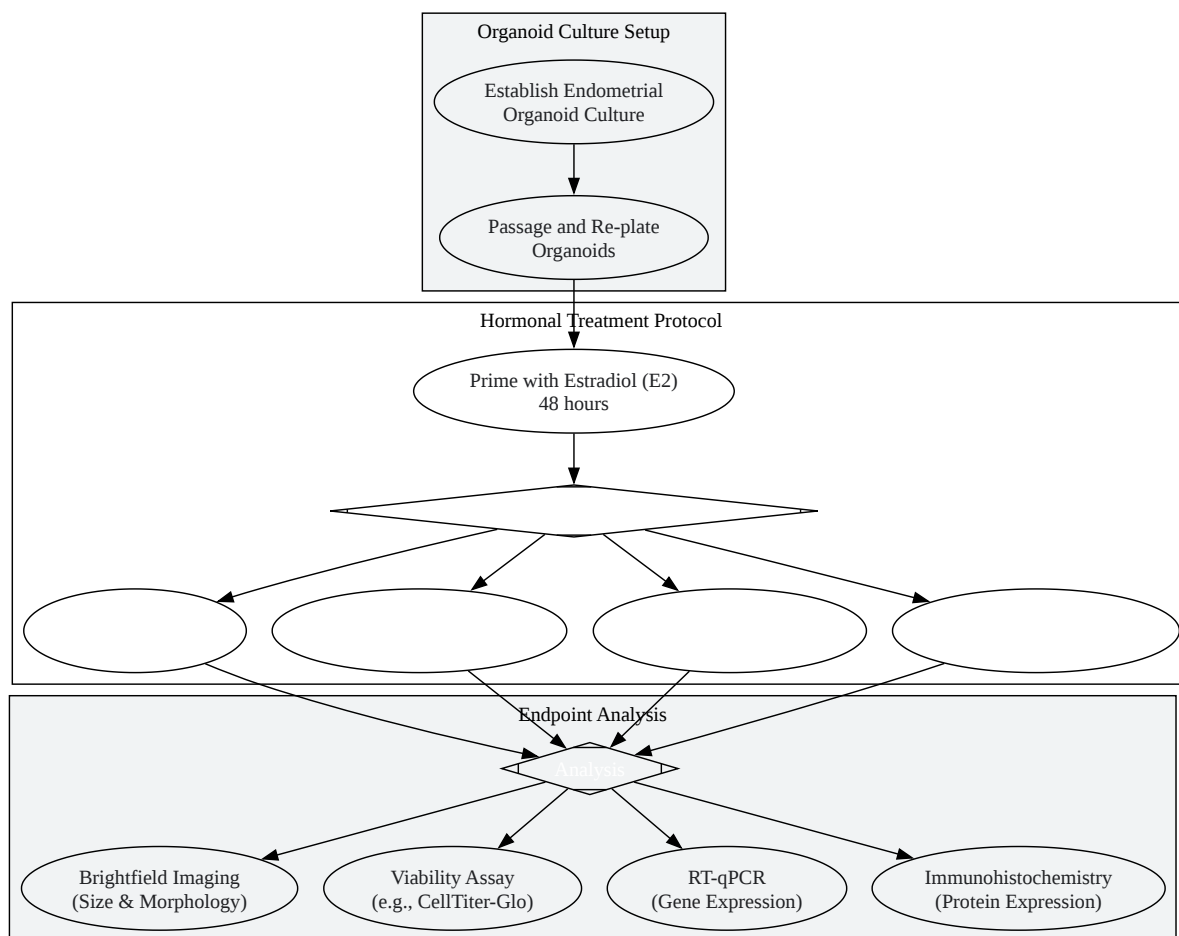 Organoid Culture Setup
Establish Endometrial
Organoid Culture
Passage and Re-plate
Organoids
Hormonal Treatment Protocol
Prime with Estradiol (E2)
48 hours
Endpoint Analysis
Analysis
Brightfield Imaging
(Size & Morphology)
Viability Assay
(e.g., CellTiter-Glo)
RT-qPCR
(Gene Expression)
Immunohistochemistry
(Protein Expression)